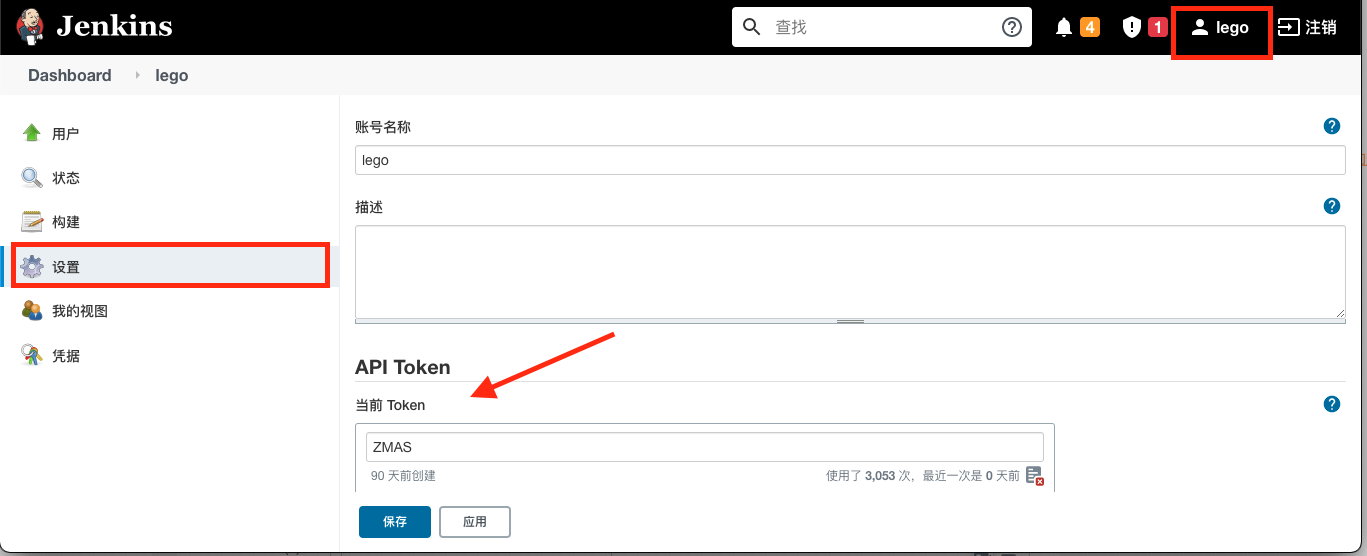 Jenkins
查找
4
1
lego
注销
Dashboard
lego
用户
状态
构建
设置
我的视图
凭据
账号名称
lego
描述
API Token
当前 Token
ZMAS
90 天前创建
使用了 3,053 次，最近一次是 0 天前
保存
应用